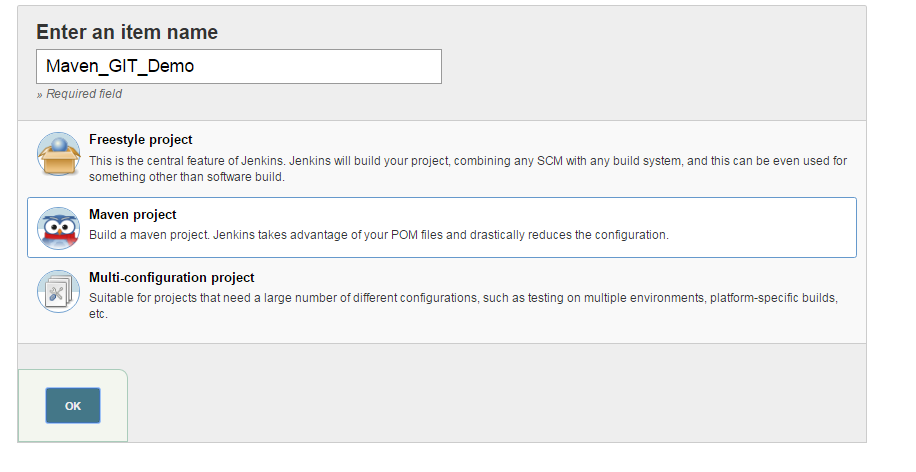 Enter an item name
Maven_GIT_Demo
» Required field
Freestyle project
This is the central feature of Jenkins. Jenkins will build your project, combining any SCM with any build system, and this can be even used for
something other than software build.
Maven project
Build a maven project. Jenkins takes advantage of your POM files and drastically reduces the configuration.
Multi-configuration project
Suitable for projects that need a large number of different configurations, such as testing on multiple environments, platform-specific builds,
etc.
OK